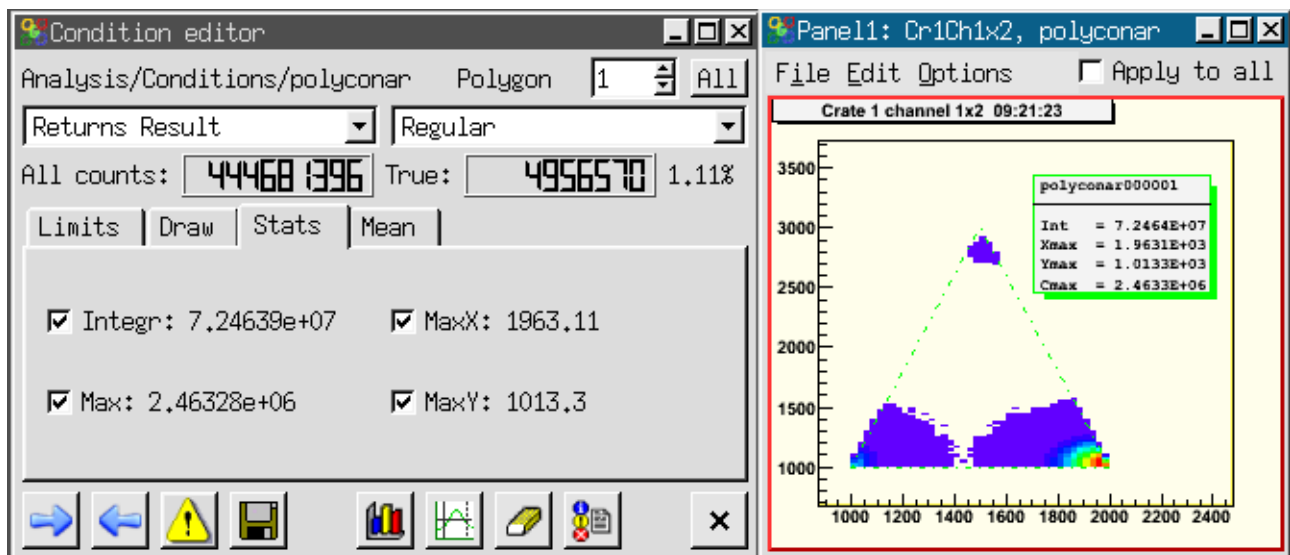 Condition editor
Analysis/Conditions/polyconar Polygon 1 All
Returns Result Regular
All counts: 444681396 True: 4956570 1.11%
Limits Draw Stats Mean
Integr: 7.24639e+07 MaxX: 1963.11
Max: 2.46328e+06 MaxY: 1013.3
Panel1: Cr1Ch1x2, polyconar
File Edit Options Apply to all
Crate 1 channel 1x2 09:21:23
polyconar000001
Int = 7.2464E+07
Xmax = 1.9631E+03
Ymax = 1.0133E+03
Cmax = 2.4633E+06
3500
3000
2500
2000
1500
1000
1000 1200 1400 1600 1800 2000 2200 2400